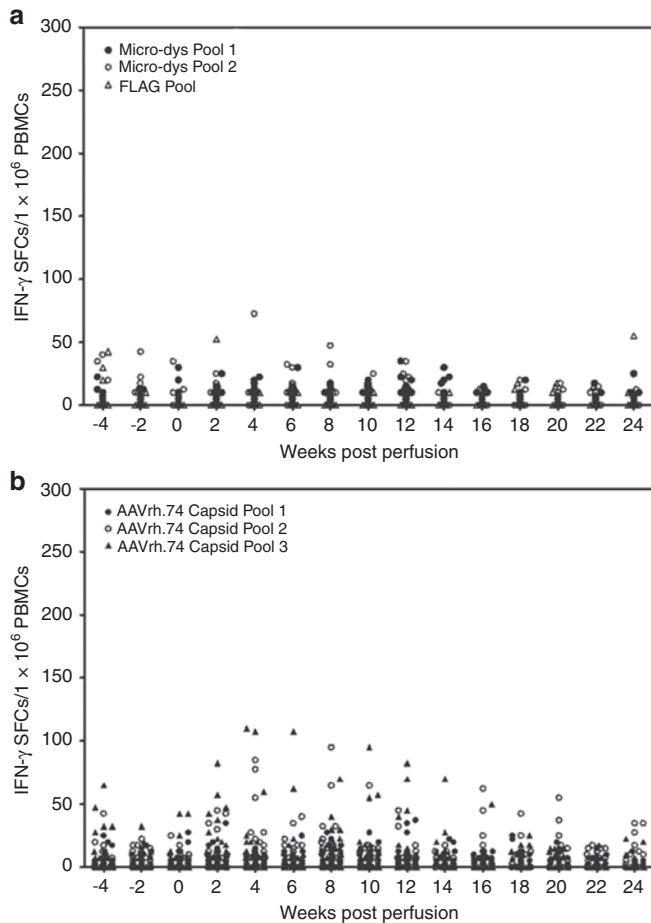 a
300
250
200
150
100
50
0
IFN-γ SFCs/1 × 10⁶ PBMCs
Micro-dys Pool 1
Micro-dys Pool 2
FLAG Pool
-4 -2 0 2 4 6 8 10 12 14 16 18 20 22 24
Weeks post perfusion
b
300
250
200
150
100
50
0
IFN-γ SFCs/1 × 10⁶ PBMCs
AAVrh.74 Capsid Pool 1
AAVrh.74 Capsid Pool 2
AAVrh.74 Capsid Pool 3
-4 -2 0 2 4 6 8 10 12 14 16 18 20 22 24
Weeks post perfusion